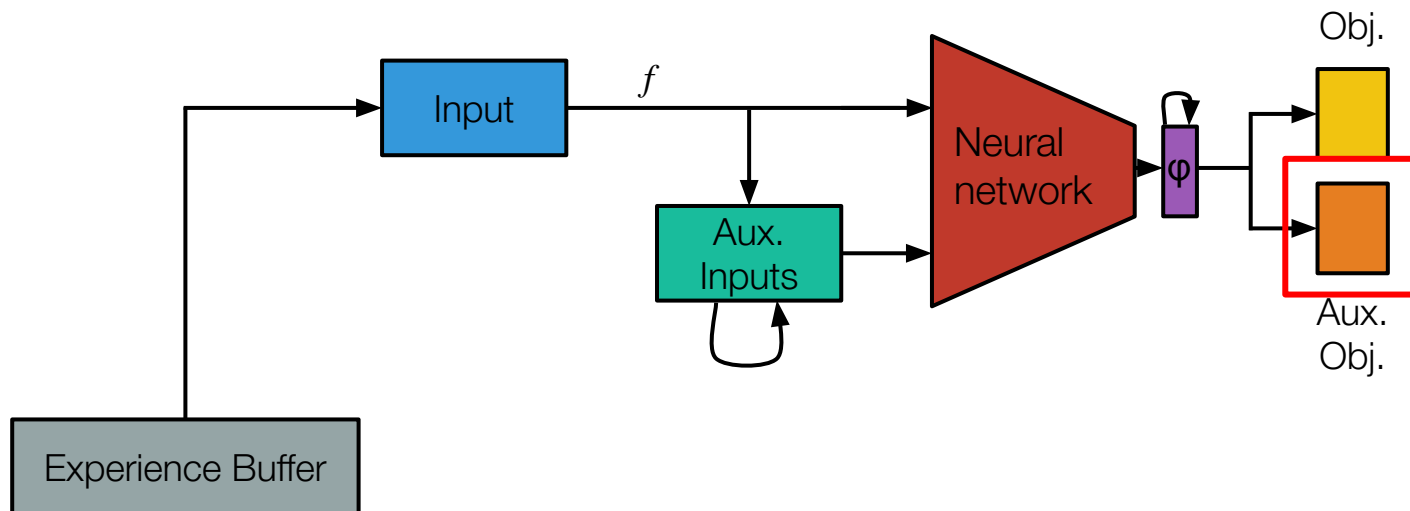 Obj.
Input
f
Neural
network
φ
Aux.
Inputs
Aux.
Obj.
Experience Buffer